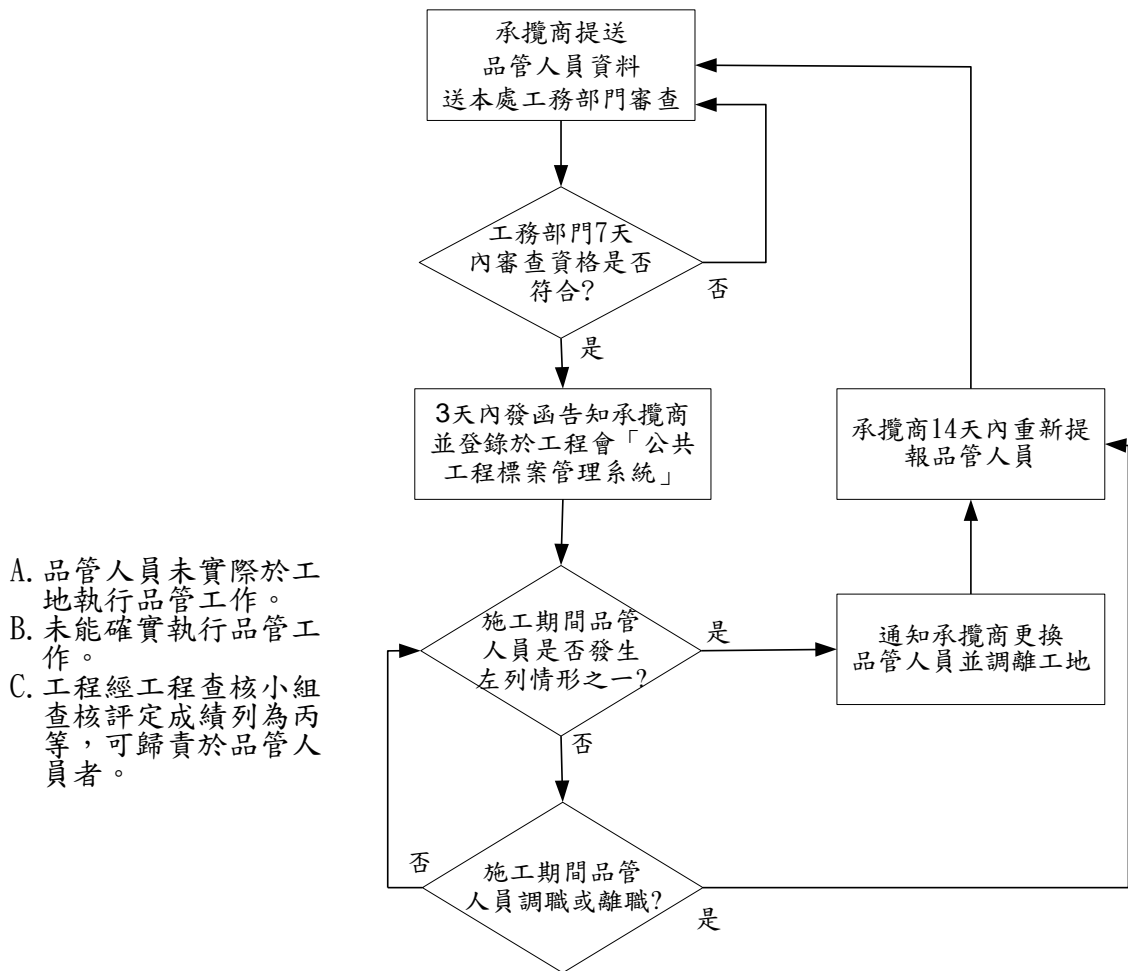 承攬商提送
品管人員資料
送本處工務部門審查
工務部門7天
內審查資格是否
符合?
否
是
3天內發函告知承攬商
並登錄於工程會「公共
工程標案管理系統」
承攬商14天內重新提
報品管人員
A.品管人員未實際於工
地執行品管工作。
B.未能確實執行品管工
作。
C.工程經工程查核小組
查核評定成績列為丙
等，可歸責於品管人
員者。
施工期間品管
人員是否發生
左列情形之一?
是
通知承攬商更換
品管人員並調離工地
否
否
施工期間品管
人員調職或離職?
是